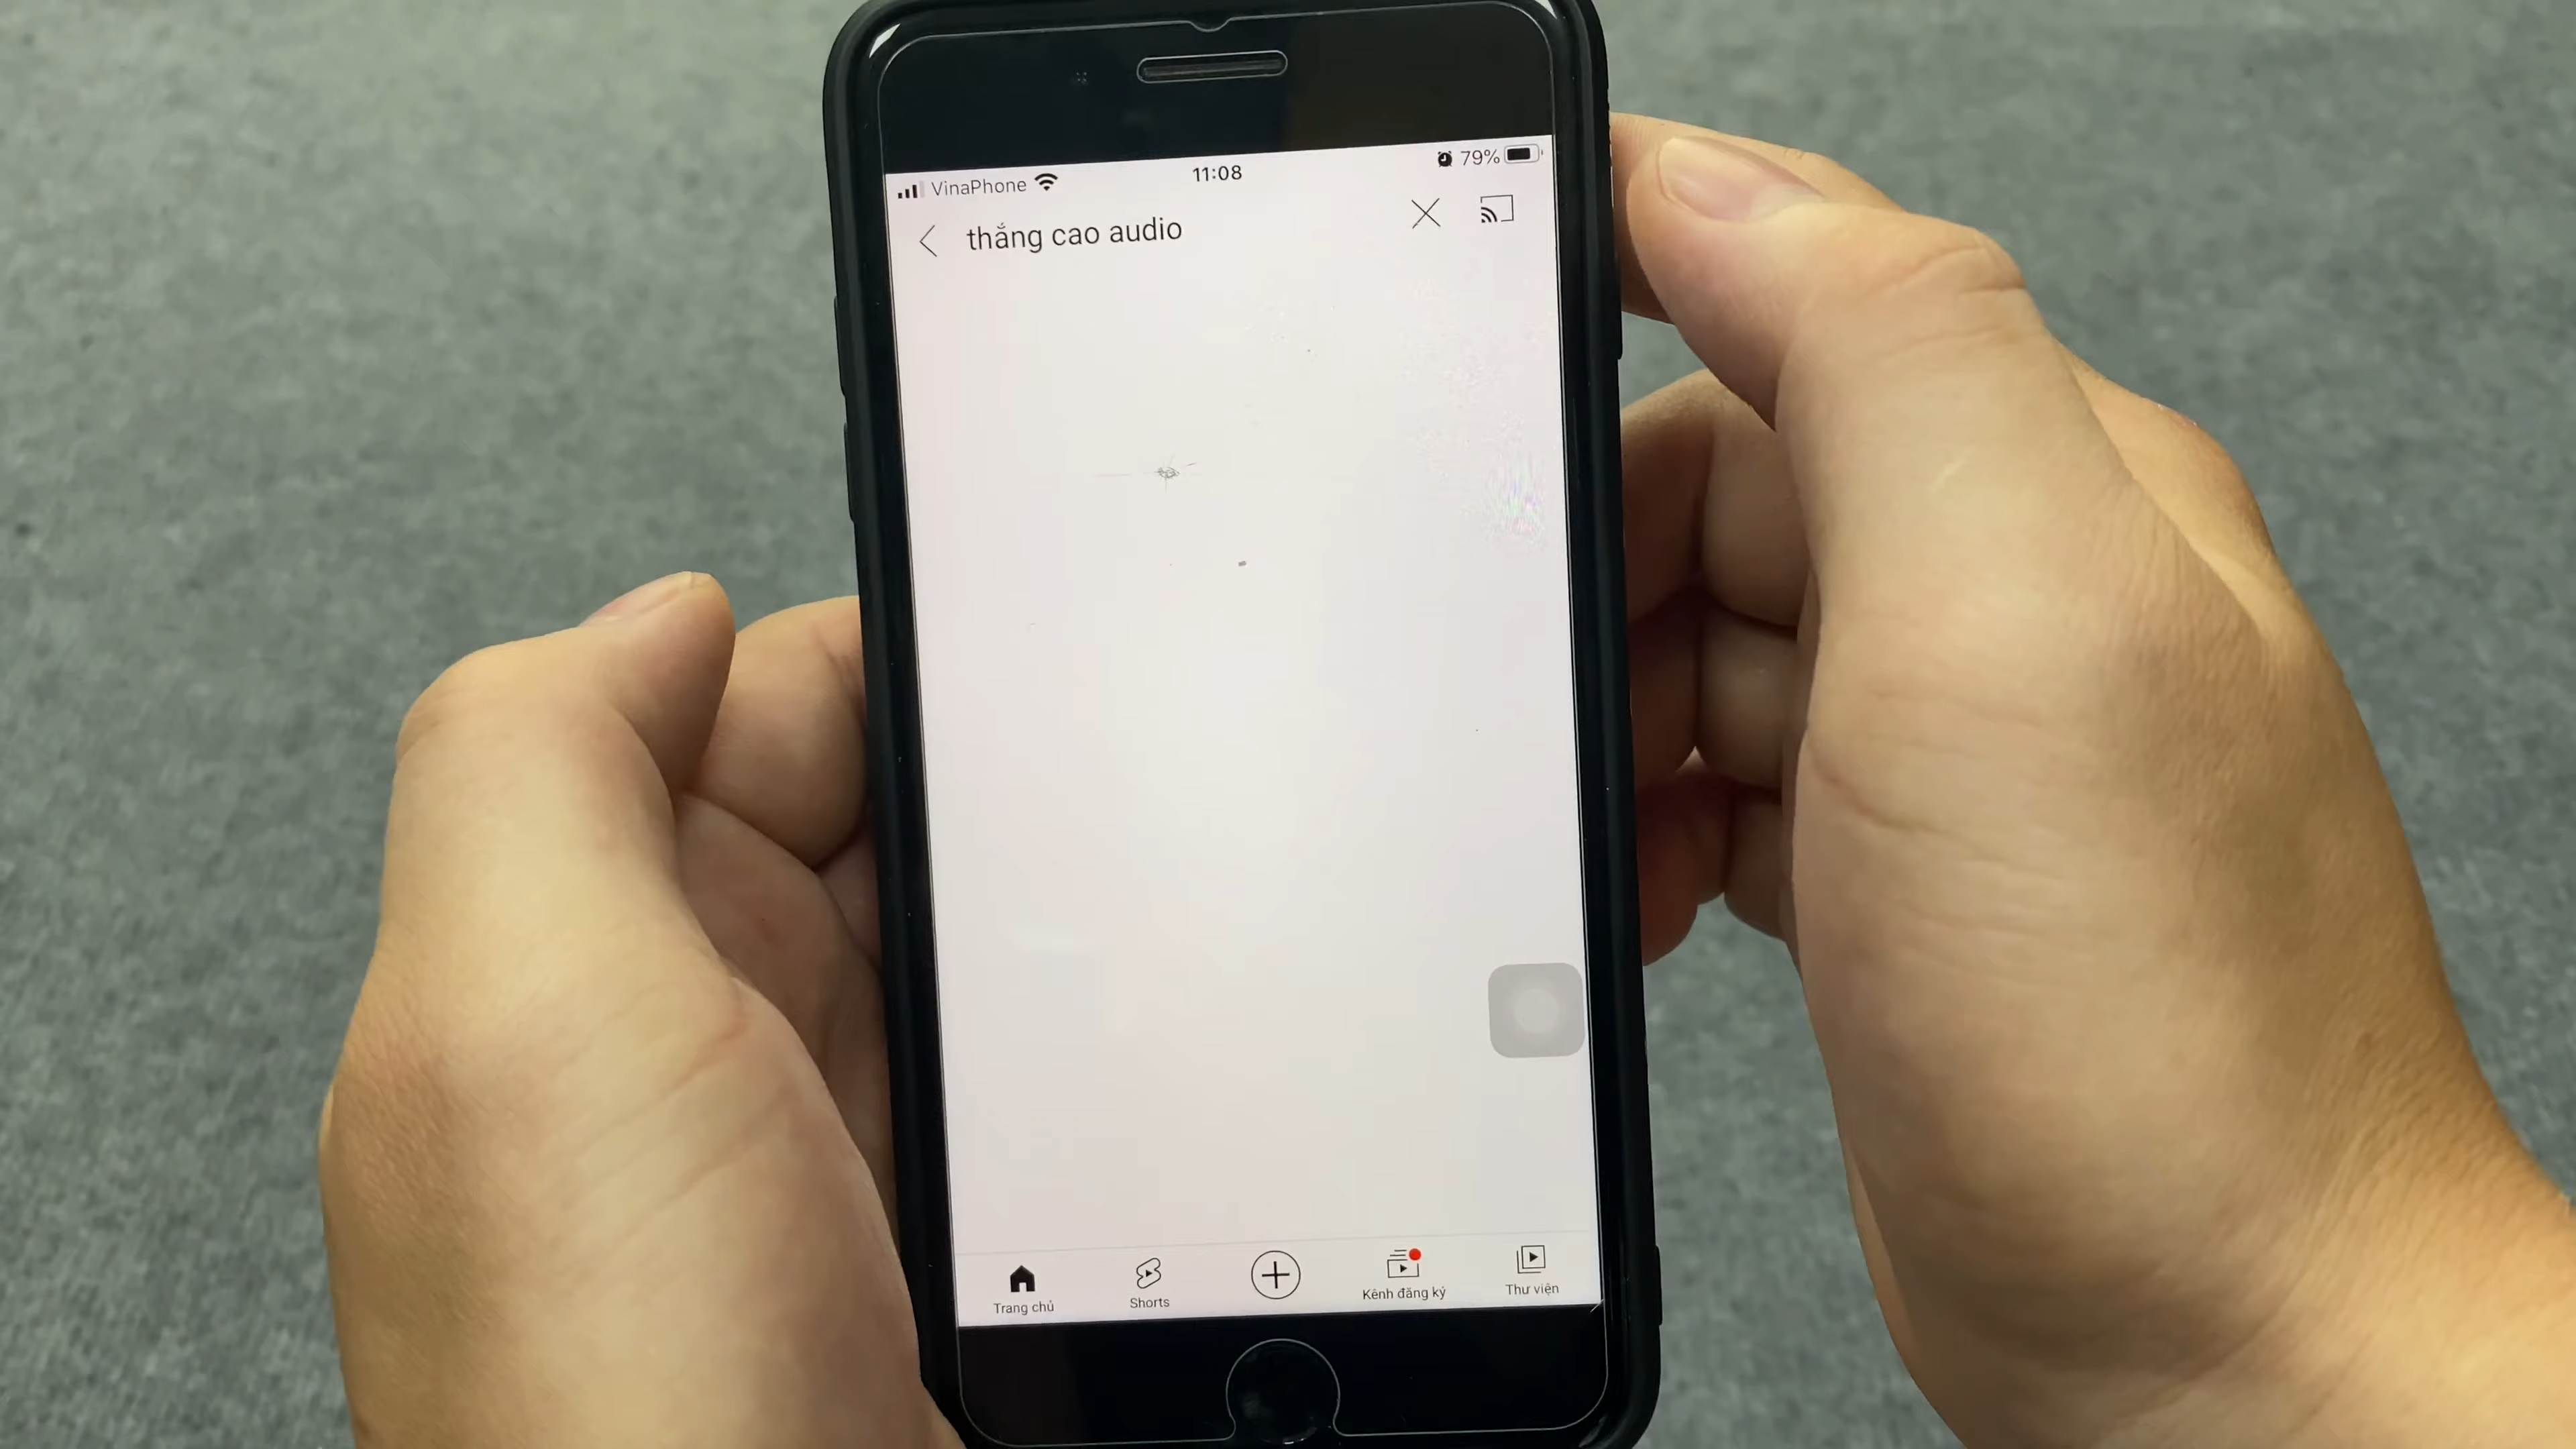 VinaPhone 11:08 79%
thắng cao audio
Trang chủ Shorts Kênh đăng ký Thư viện